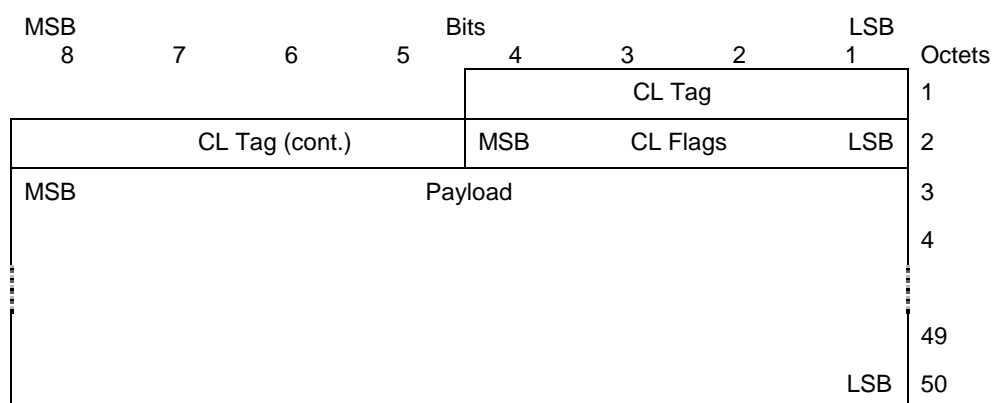 MSB Bits LSB
8 7 6 5 4 3 2 1 Octets
CL Tag 1
CL Tag (cont.) MSB CL Flags LSB 2
MSB Payload 3
4
49
LSB 50